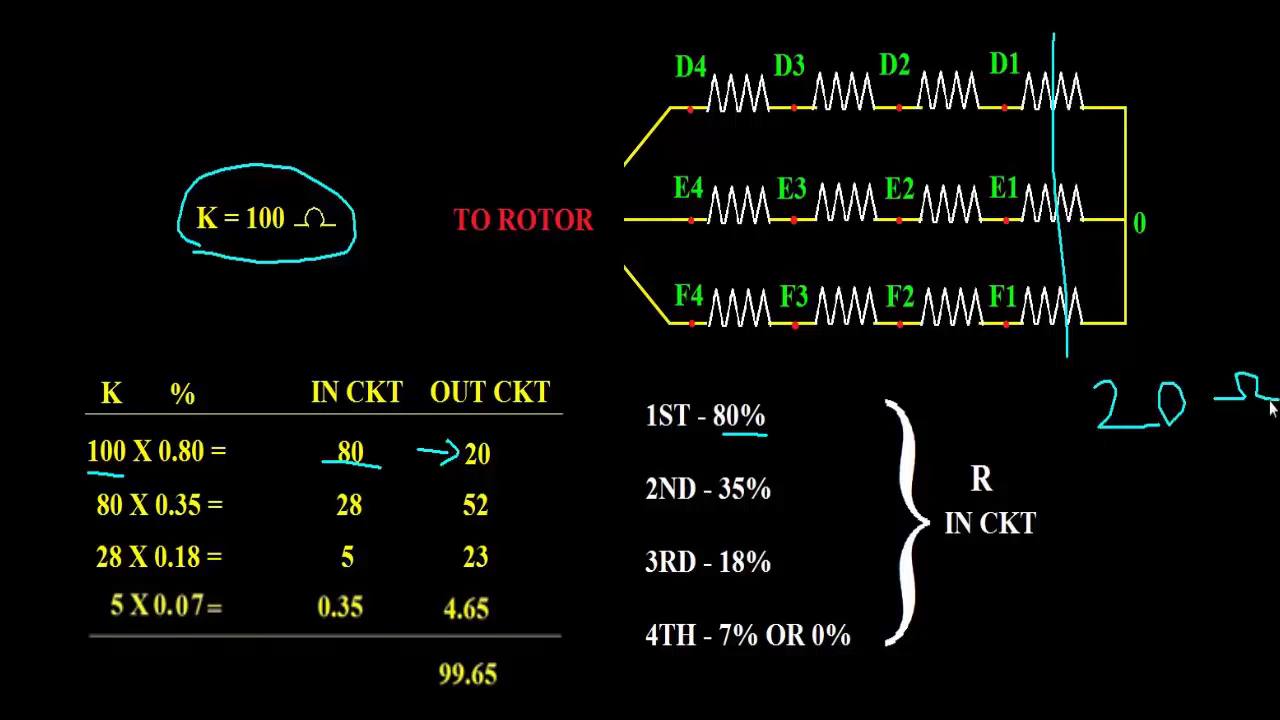 D4 D3 D2 D1
K = 100 Ω
TO ROTOR
E4 E3 E2 E1
0
F4 F3 F2 F1
K % IN CKT OUT CKT
100 X 0.80 = 80 20
80 X 0.35 = 28 52
28 X 0.18 = 5 23
5 X 0.07 = 0.35 4.65
99.65
1ST - 80%
2ND - 35%
3RD - 18%
4TH - 7% OR 0%
R
IN CKT
20 Ω